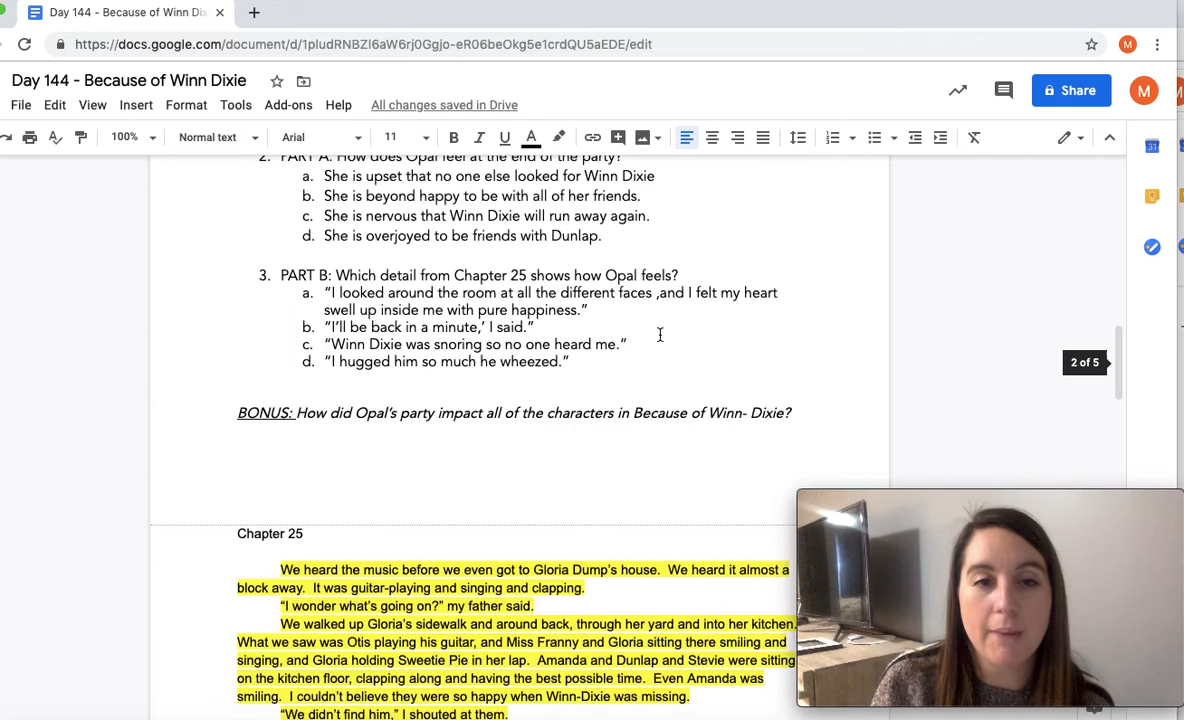 Day 144 - Because of Winn Di
https://docs.google.com/document/d/1pludRNBZI6aW6rj0Ggjo-eR06beOkg5e1crdQU5aEDE/edit
M
Day 144 - Because of Winn Dixie
File Edit View Insert Format Tools Add-ons Help All changes saved in Drive
Share
M
100% Normal text Arial 11 B I U A
31
2. PART A: How does Opal feel at the end of the party?
a. She is upset that no one else looked for Winn Dixie
b. She is beyond happy to be with all of her friends.
c. She is nervous that Winn Dixie will run away again.
d. She is overjoyed to be friends with Dunlap.
3. PART B: Which detail from Chapter 25 shows how Opal feels?
a. “I looked around the room at all the different faces ,and I felt my heart
swell up inside me with pure happiness.”
b. “I’ll be back in a minute,’ I said.”
c. “Winn Dixie was snoring so no one heard me.”
d. “I hugged him so much he wheezed.”
2 of 5
BONUS: How did Opal’s party impact all of the characters in Because of Winn- Dixie?
Chapter 25
We heard the music before we even got to Gloria Dump’s house. We heard it almost a
block away. It was guitar-playing and singing and clapping.
“I wonder what’s going on?” my father said.
We walked up Gloria’s sidewalk and around back, through her yard and into her kitchen.
What we saw was Otis playing his guitar, and Miss Franny and Gloria sitting there smiling and
singing, and Gloria holding Sweetie Pie in her lap. Amanda and Dunlap and Stevie were sitting
on the kitchen floor, clapping along and having the best possible time. Even Amanda was
smiling. I couldn’t believe they were so happy when Winn-Dixie was missing.
“We didn’t find him,” I shouted at them.